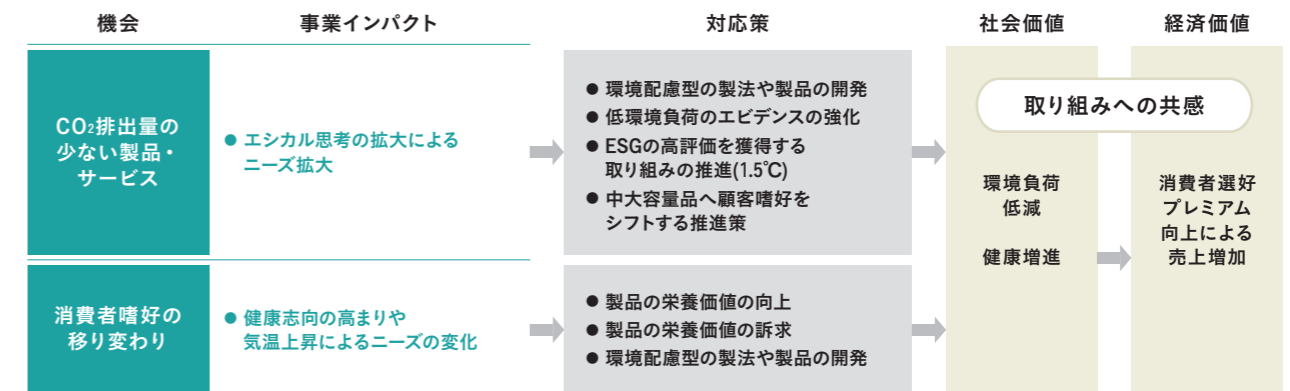 機会
事業インパクト
対応策
社会価値
経済価値
CO₂排出量の
少ない製品・
サービス
● エシカル思考の拡大による
ニーズ拡大
● 環境配慮型の製法や製品の開発
● 低環境負荷のエビデンスの強化
● ESGの高評価を獲得する
取り組みの推進(1.5℃)
● 中大容量品へ顧客嗜好を
シフトする推進策
消費者嗜好の
移り変わり
● 健康志向の高まりや
気温上昇によるニーズの変化
● 製品の栄養価値の向上
● 製品の栄養価値の訴求
● 環境配慮型の製法や製品の開発
取り組みへの共感
環境負荷
低減
健康増進
消費者選好
プレミアム
向上による
売上増加